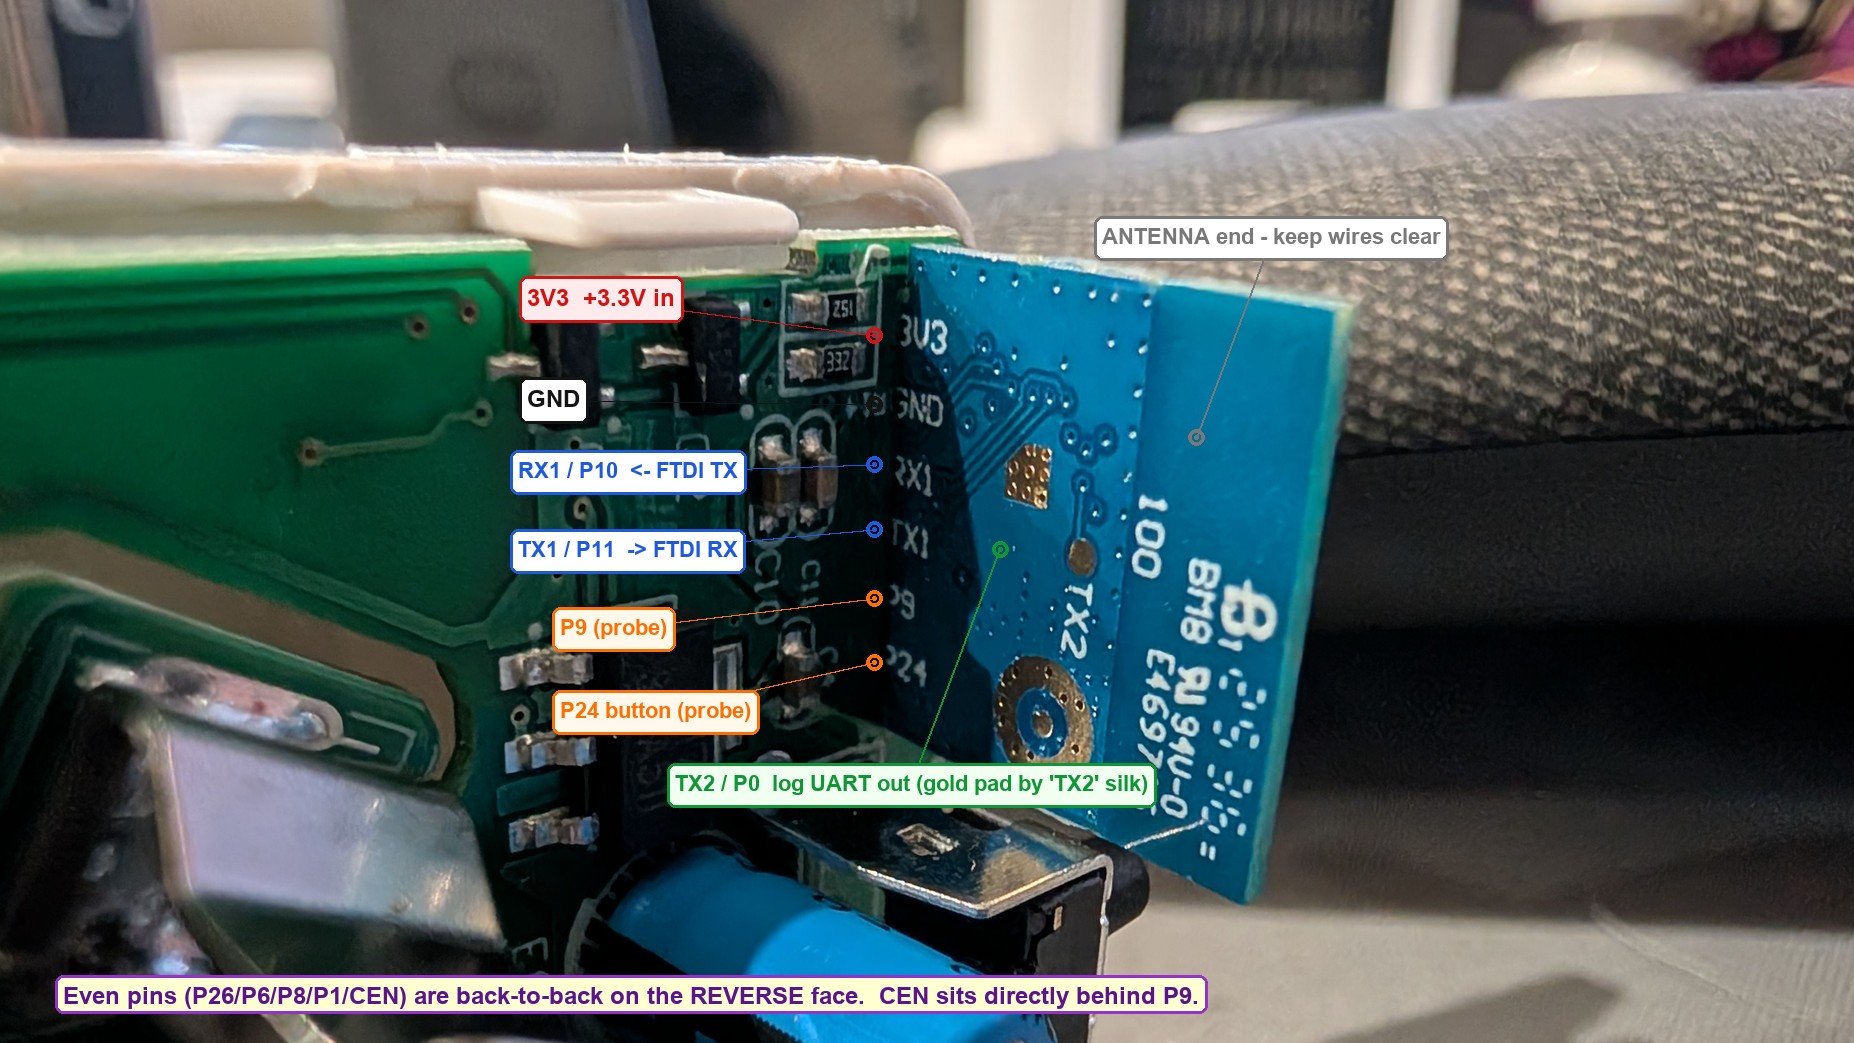 ANTENNA end - keep wires clear
3V3 +3.3V in
251
3V3
332
GND
GND
RX1 / P10 <- FTDI TX
RX1
TX1 / P11 -> FTDI RX
TX1
100
P9
P9 (probe)
P24
P24 button (probe)
TX2
BM8
94V-0
TX2 / P0 log UART out (gold pad by 'TX2' silk)
Even pins (P26/P6/P8/P1/CEN) are back-to-back on the REVERSE face. CEN sits directly behind P9.